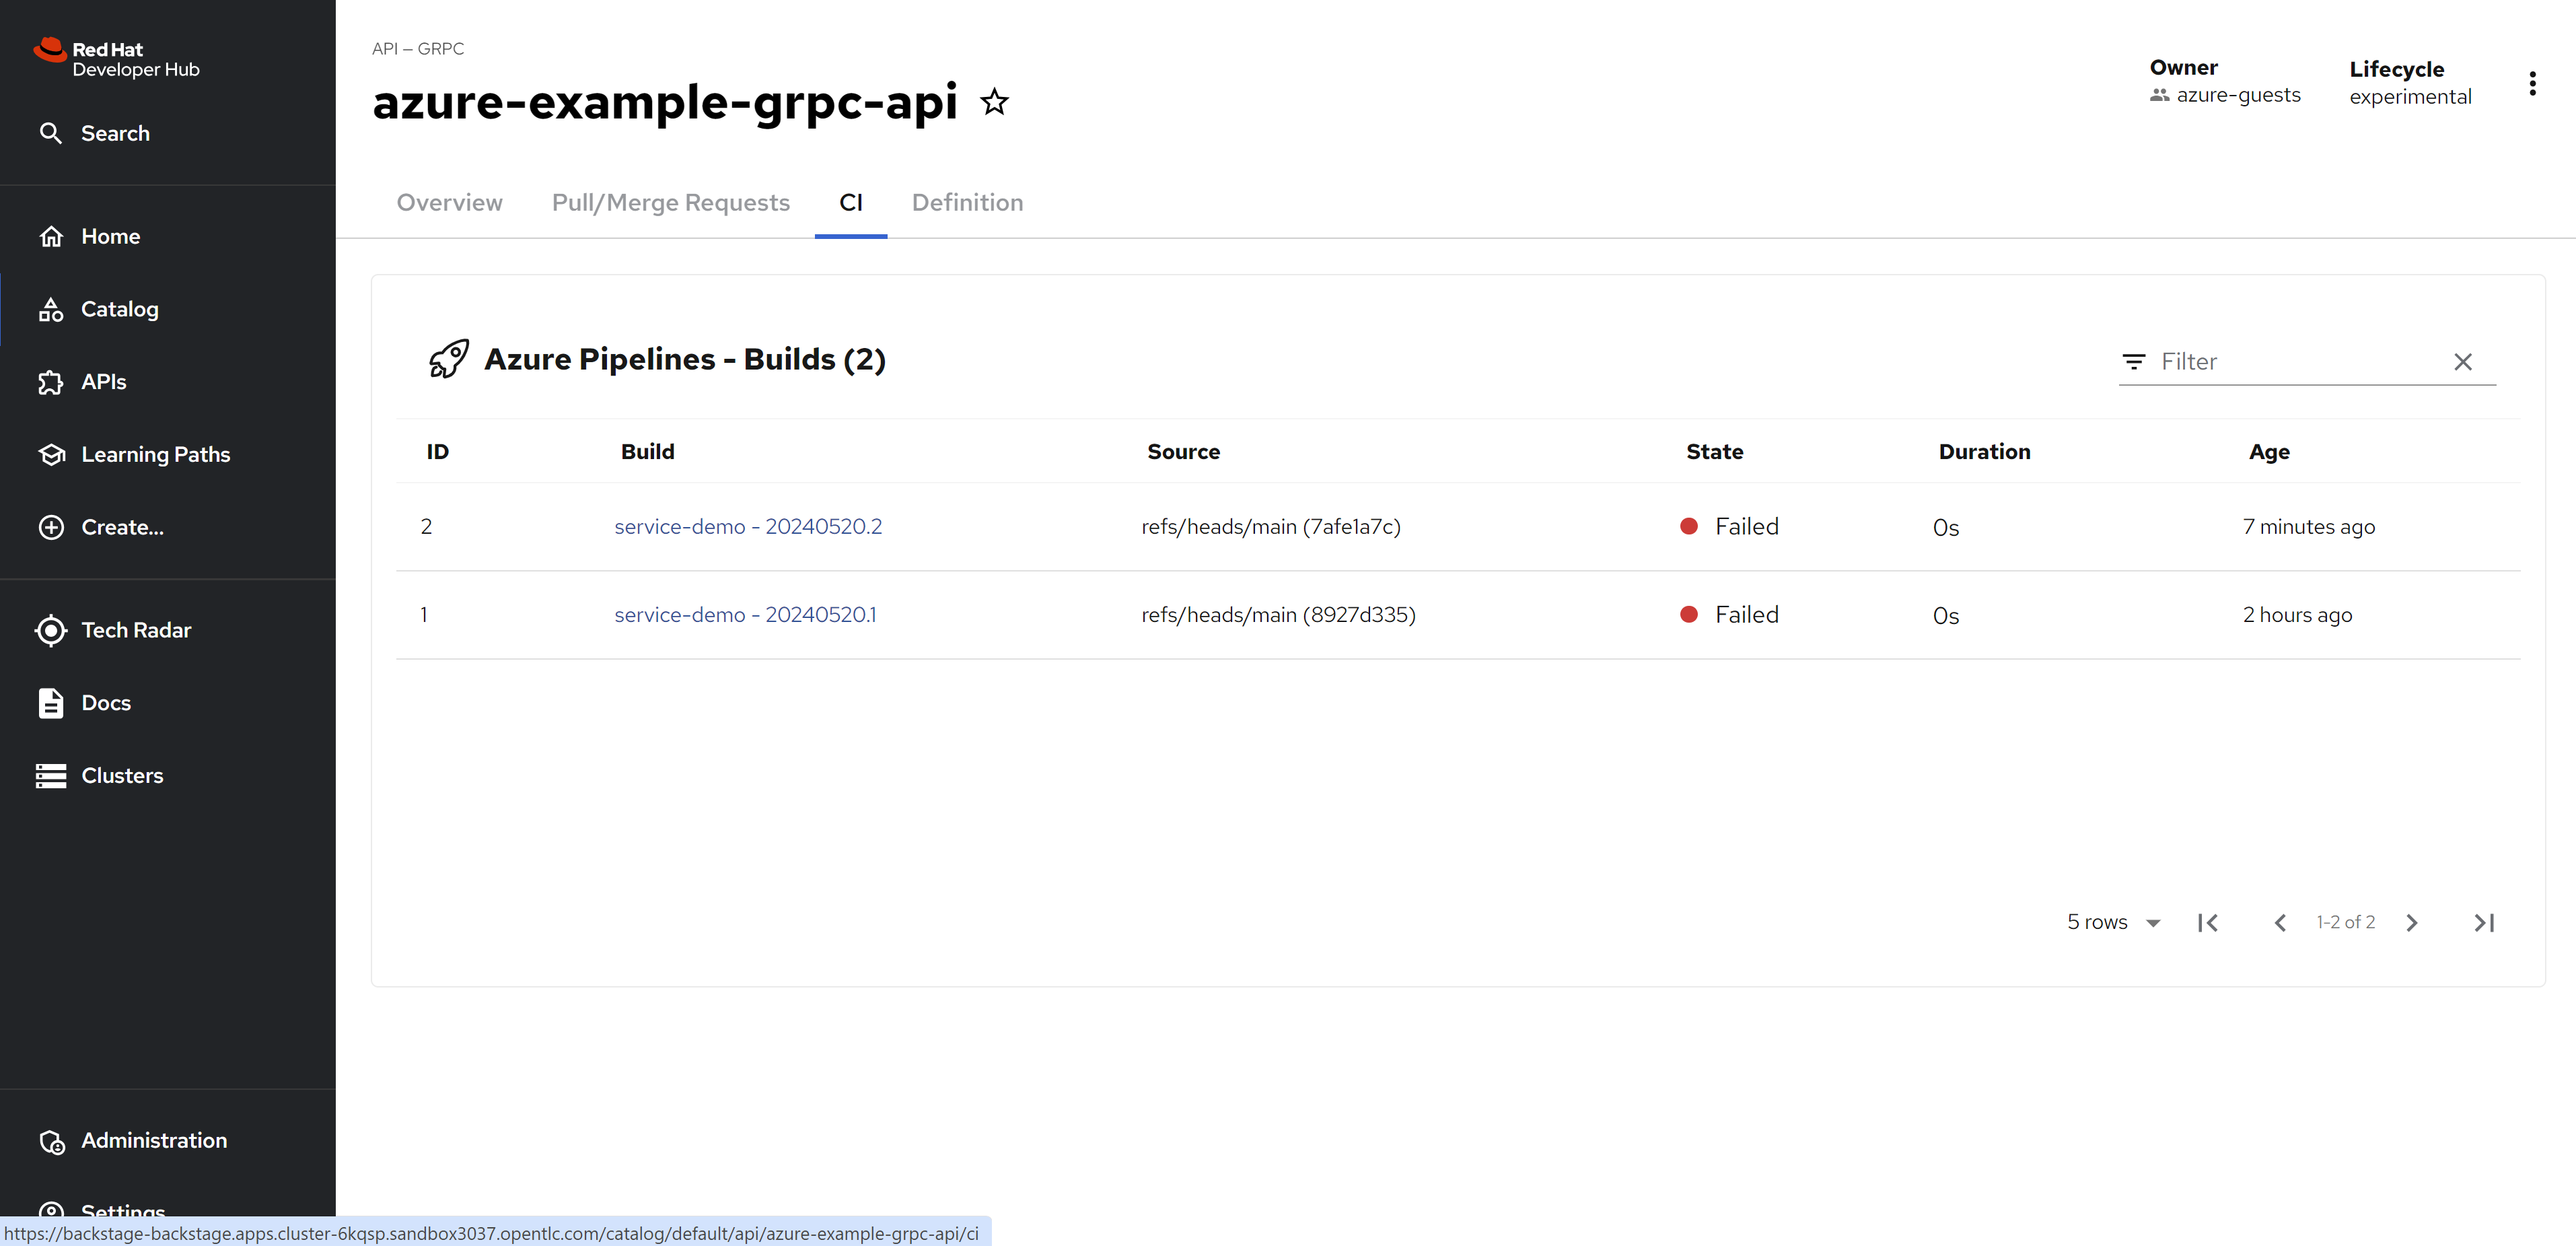 Red Hat
Developer Hub
Search
Home
Catalog
APIs
Learning Paths
Create...
Tech Radar
Docs
Clusters
Administration
Settings
API — GRPC
azure-example-grpc-api
Owner
azure-guests
Lifecycle
experimental
Overview Pull/Merge Requests CI Definition
Azure Pipelines - Builds (2)
Filter
ID Build Source State Duration Age
2 service-demo - 20240520.2 refs/heads/main (7afe1a7c) Failed 0s 7 minutes ago
1 service-demo - 20240520.1 refs/heads/main (8927d335) Failed 0s 2 hours ago
5 rows 1-2 of 2
https://backstage-backstage.apps.cluster-6kqsp.sandbox3037.opentlc.com/catalog/default/api/azure-example-grpc-api/ci